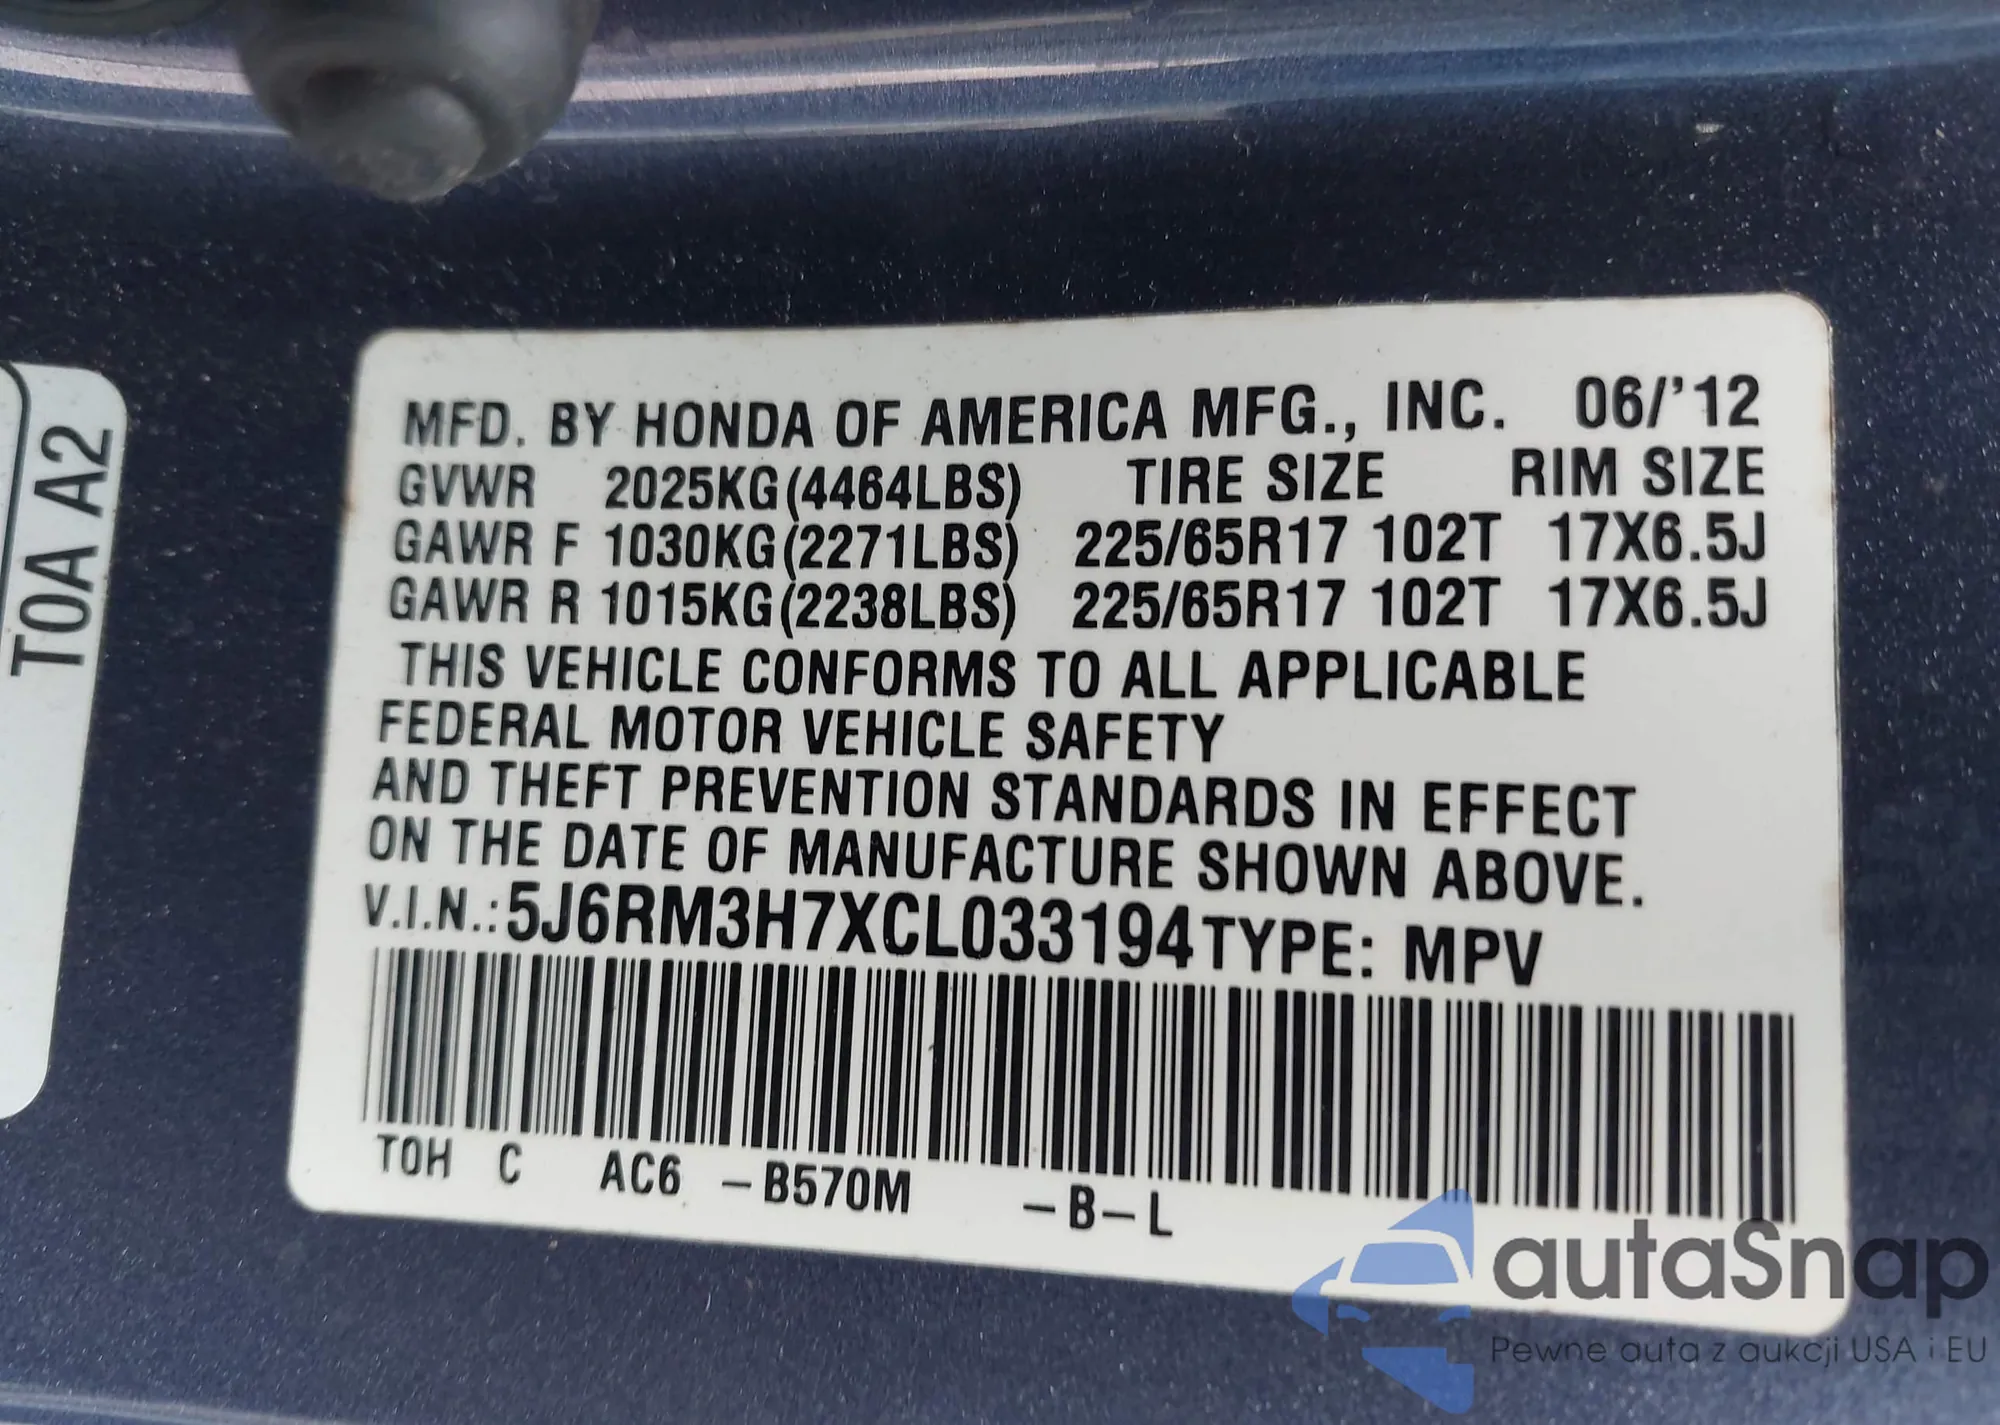 T0A A2
MFD. BY HONDA OF AMERICA MFG., INC. 06/'12
GVWR 2025KG(4464LBS) TIRE SIZE RIM SIZE
GAWR F 1030KG(2271LBS) 225/65R17 102T 17X6.5J
GAWR R 1015KG(2238LBS) 225/65R17 102T 17X6.5J
THIS VEHICLE CONFORMS TO ALL APPLICABLE
FEDERAL MOTOR VEHICLE SAFETY
AND THEFT PREVENTION STANDARDS IN EFFECT
ON THE DATE OF MANUFACTURE SHOWN ABOVE.
V.I.N.:5J6RM3H7XCL033194 TYPE: MPV
T0H C AC6 -B570M -B-L
autaSnap
Pewne auta z aukcji USA i EU